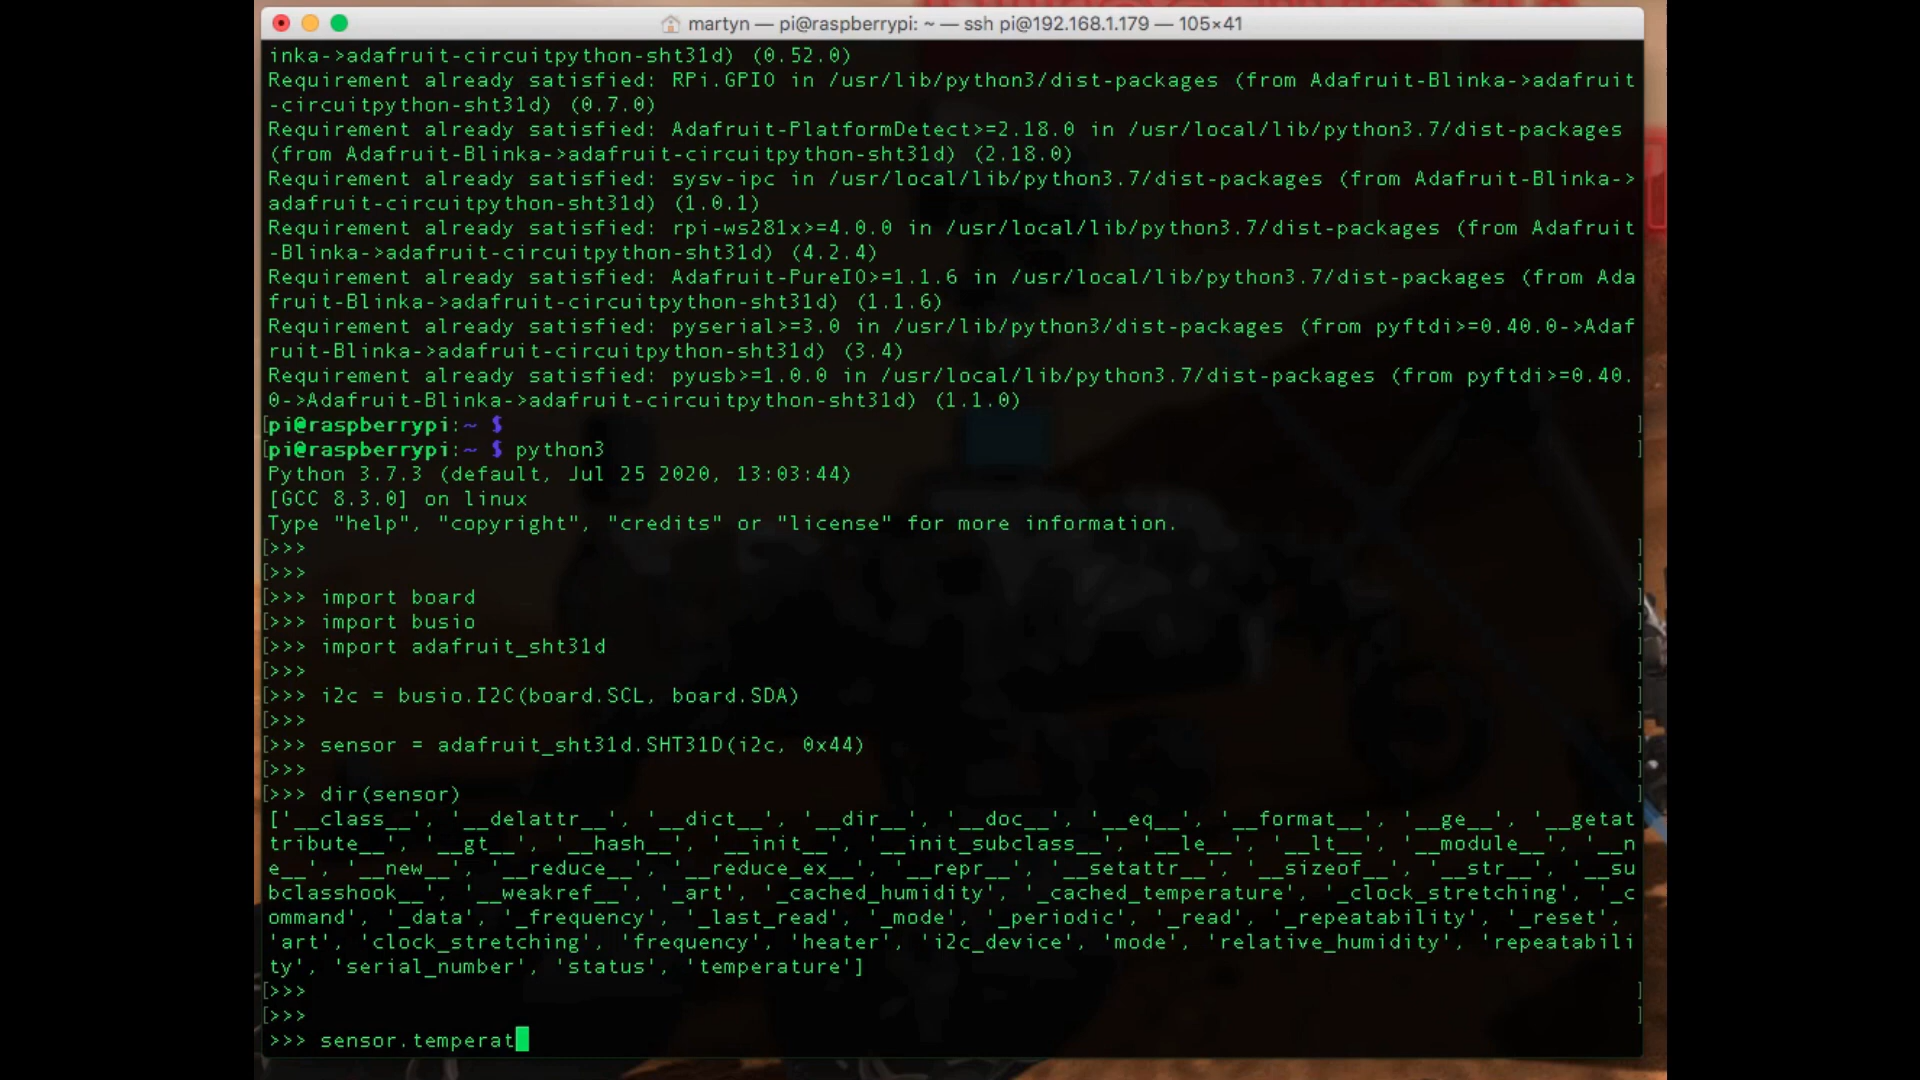 martyn — pi@raspberrypi: ~ — ssh pi@192.168.1.179 — 105×41
inka->adafruit-circuitpython-sht31d) (0.52.0)
Requirement already satisfied: RPi.GPIO in /usr/lib/python3/dist-packages (from Adafruit-Blinka->adafruit
-circuitpython-sht31d) (0.7.0)
Requirement already satisfied: Adafruit-PlatformDetect>=2.18.0 in /usr/local/lib/python3.7/dist-packages
(from Adafruit-Blinka->adafruit-circuitpython-sht31d) (2.18.0)
Requirement already satisfied: sysv-ipc in /usr/local/lib/python3.7/dist-packages (from Adafruit-Blinka->
adafruit-circuitpython-sht31d) (1.0.1)
Requirement already satisfied: rpi-ws281x>=4.0.0 in /usr/local/lib/python3.7/dist-packages (from Adafruit
-Blinka->adafruit-circuitpython-sht31d) (4.2.4)
Requirement already satisfied: Adafruit-PureIO>=1.1.6 in /usr/local/lib/python3.7/dist-packages (from Ada
fruit-Blinka->adafruit-circuitpython-sht31d) (1.1.6)
Requirement already satisfied: pyserial>=3.0 in /usr/lib/python3/dist-packages (from pyftdi>=0.40.0->Adaf
ruit-Blinka->adafruit-circuitpython-sht31d) (3.4)
Requirement already satisfied: pyusb>=1.0.0 in /usr/local/lib/python3.7/dist-packages (from pyftdi>=0.40.
0->Adafruit-Blinka->adafruit-circuitpython-sht31d) (1.1.0)
[pi@raspberrypi:~ $ ]
[pi@raspberrypi:~ $ python3 ]
Python 3.7.3 (default, Jul 25 2020, 13:03:44)
[GCC 8.3.0] on linux
Type "help", "copyright", "credits" or "license" for more information.
[>>> ]
[>>> ]
[>>> import board ]
[>>> import busio ]
[>>> import adafruit_sht31d ]
[>>> ]
[>>> i2c = busio.I2C(board.SCL, board.SDA) ]
[>>> ]
[>>> sensor = adafruit_sht31d.SHT31D(i2c, 0x44) ]
[>>> ]
[>>> dir(sensor) ]
['__class__', '__delattr__', '__dict__', '__dir__', '__doc__', '__eq__', '__format__', '__ge__', '__getat
tribute__', '__gt__', '__hash__', '__init__', '__init_subclass__', '__le__', '__lt__', '__module__', '__n
e__', '__new__', '__reduce__', '__reduce_ex__', '__repr__', '__setattr__', '__sizeof__', '__str__', '__su
bclasshook__', '__weakref__', '_art', '_cached_humidity', '_cached_temperature', '_clock_stretching', '_c
ommand', '_data', '_frequency', '_last_read', '_mode', '_periodic', '_read', '_repeatability', '_reset',
'art', 'clock_stretching', 'frequency', 'heater', 'i2c_device', 'mode', 'relative_humidity', 'repeatabili
ty', 'serial_number', 'status', 'temperature']
[>>> ]
[>>> ]
>>> sensor.temperat